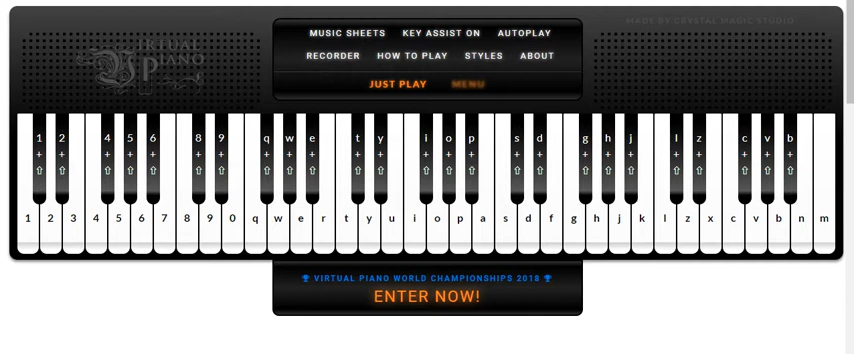 MADE BY CRYSTAL MAGIC STUDIO
VIRTUAL
PIANO
MUSIC SHEETS KEY ASSIST ON AUTOPLAY
RECORDER HOW TO PLAY STYLES ABOUT
JUST PLAY MENU
1 2 4 5 6 8 9 q w e t y i o p s d g h j l z c v b
+ + + + + + + + + + + + + + + + + + + + + + + + +
⇧ ⇧ ⇧ ⇧ ⇧ ⇧ ⇧ ⇧ ⇧ ⇧ ⇧ ⇧ ⇧ ⇧ ⇧ ⇧ ⇧ ⇧ ⇧ ⇧ ⇧ ⇧ ⇧ ⇧ ⇧
1 2 3 4 5 6 7 8 9 0 q w e r t y u i o p a s d f g h j k l z x c v b n m
VIRTUAL PIANO WORLD CHAMPIONSHIPS 2018
ENTER NOW!